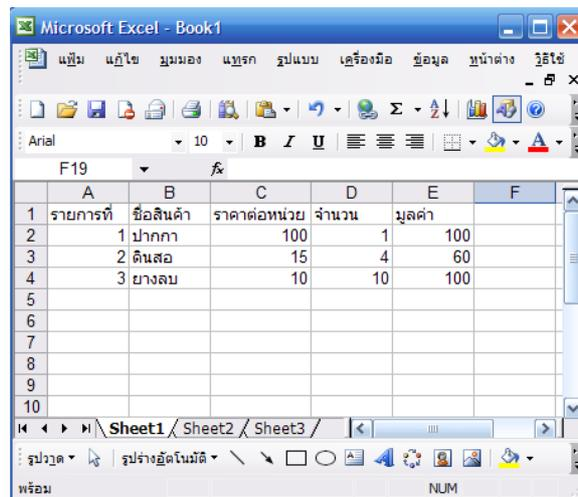 Microsoft Excel - Book1
แฟ้ม แก้ไข มุมมอง แทรก รูปแบบ เครื่องมือ ข้อมูล หน้าต่าง วิธีใช้
Arial 10 B I U A
F19 fx
A B C D E F
1 รายการที่ ชื่อสินค้า ราคาต่อหน่วย จำนวน มูลค่า
2 1 ปากกา 100 1 100
3 2 ดินสอ 15 4 60
4 3 ยางลบ 10 10 100
5
6
7
8
9
10
Sheet1 Sheet2 Sheet3
รูปวาด รูปร่างอัตโนมัติ
พร้อม NUM